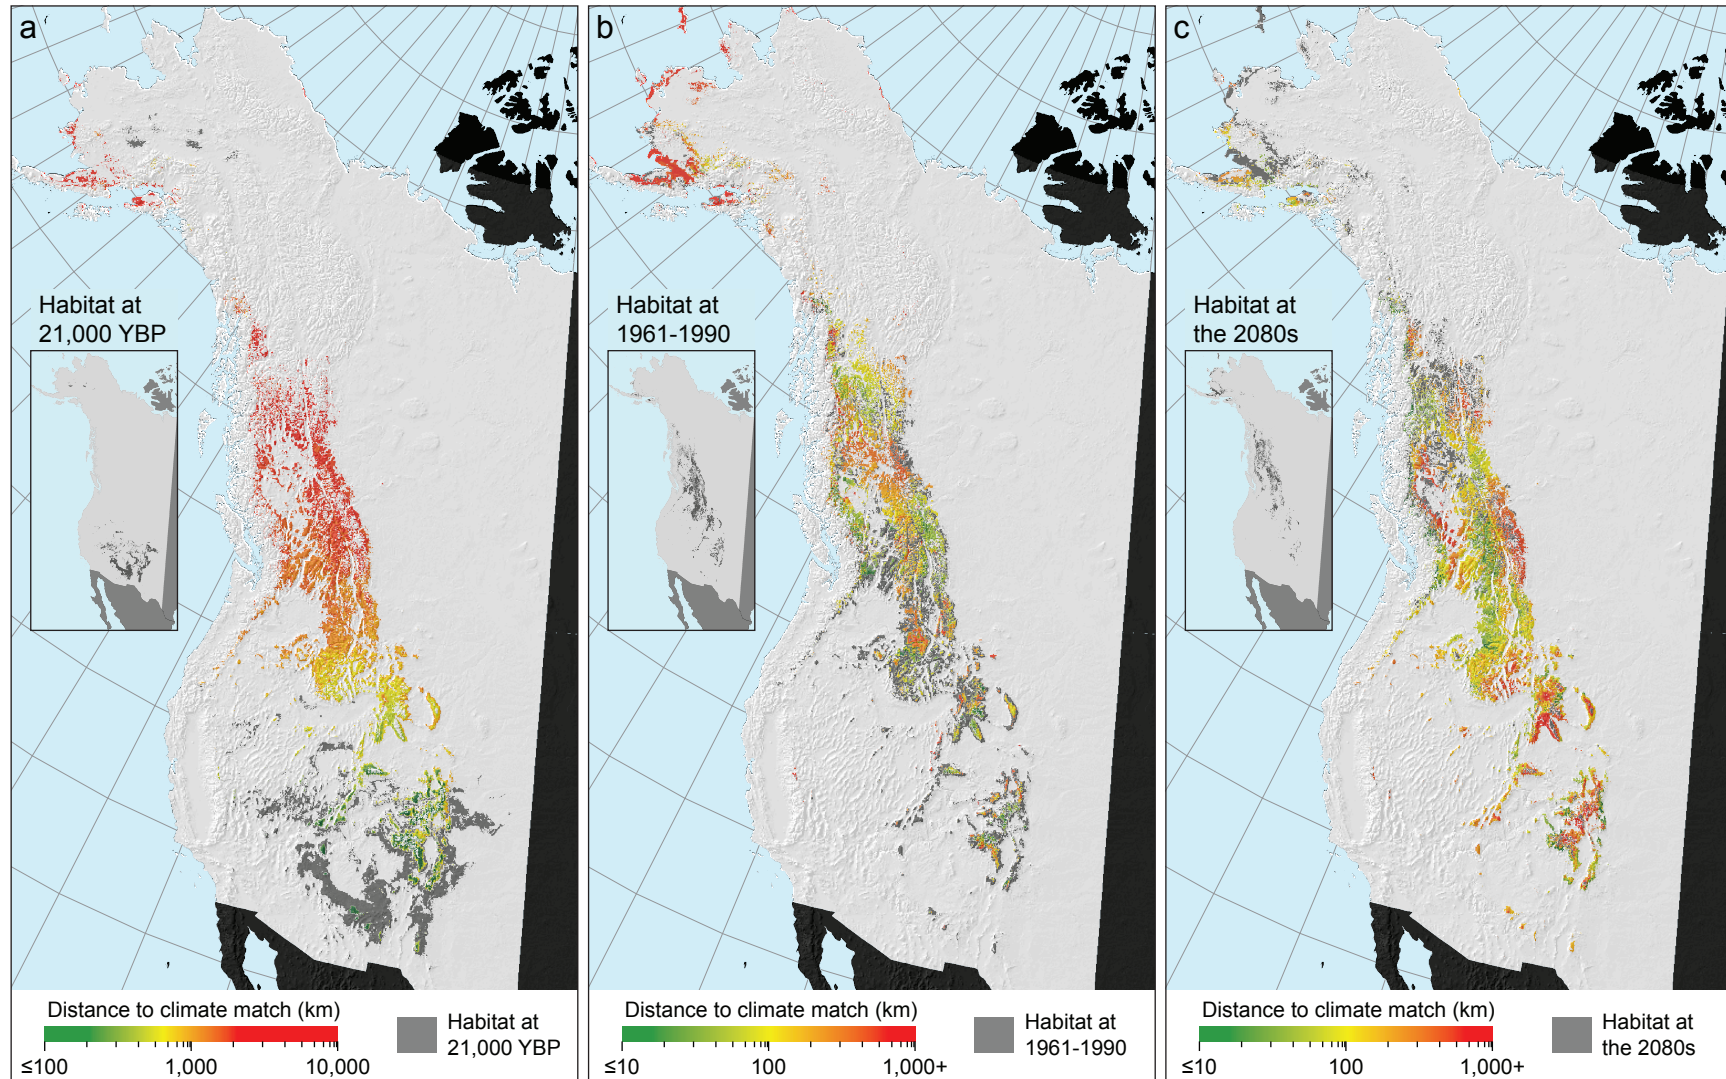 a
Habitat at
21,000 YBP
Distance to climate match (km)
≤100 1,000 10,000
Habitat at
21,000 YBP
b
Habitat at
1961-1990
Distance to climate match (km)
≤10 100 1,000+
Habitat at
1961-1990
c
Habitat at
the 2080s
Distance to climate match (km)
≤10 100 1,000+
Habitat at
the 2080s